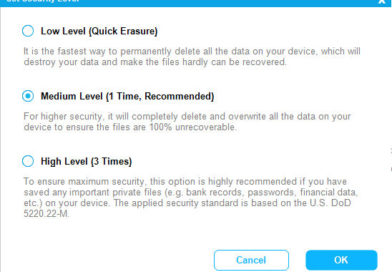 Set Security Level
Low Level (Quick Erasure)
It is the fastest way to permanently delete all the data on your device, which will
destroy your data and make the files hardly can be recovered.
Medium Level (1 Time, Recommended)
For higher security, it will completely delete and overwrite all the data on your
device to ensure the files are 100% unrecoverable.
High Level (3 Times)
To ensure maximum security, this option is highly recommended if you have
saved any important private files (e.g. bank records, passwords, financial data,
etc.) on your device. The applied security standard is based on the U.S. DoD
5220.22-M.
Cancel
OK